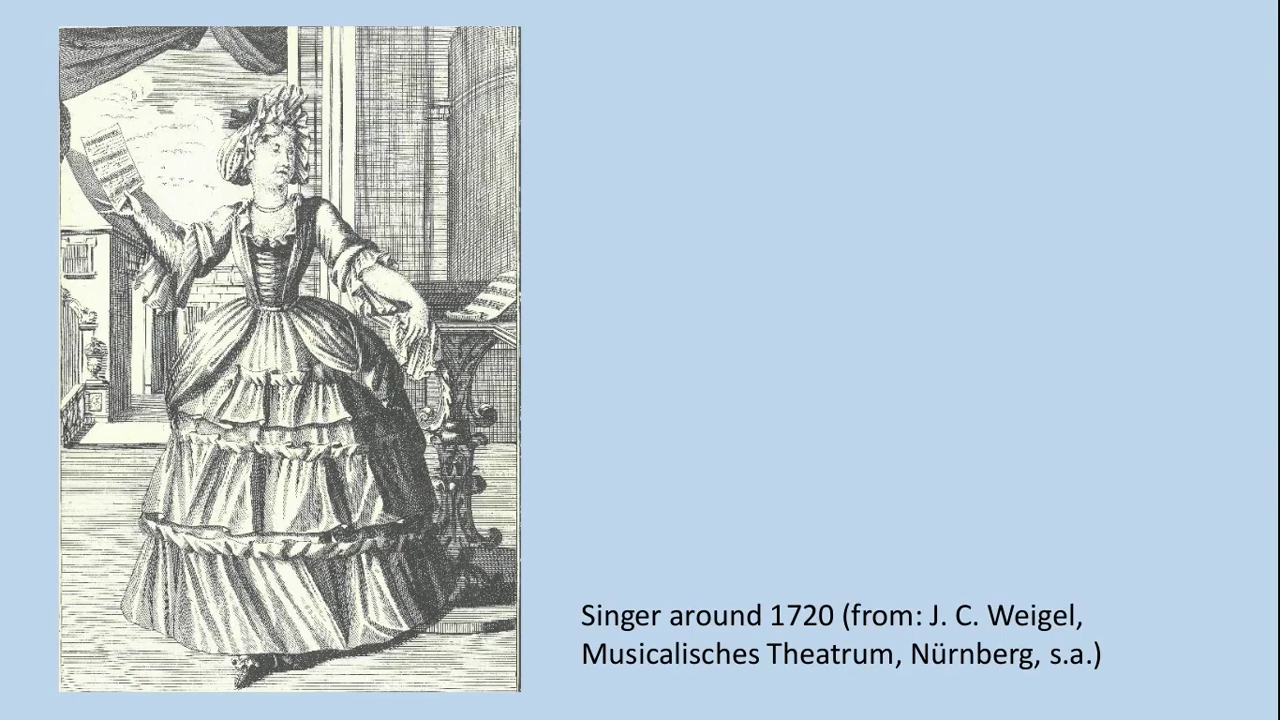 Singer around 1720 (from: J. C. Weigel,
Musicalisches Theatrum, Nürnberg, s.a.)